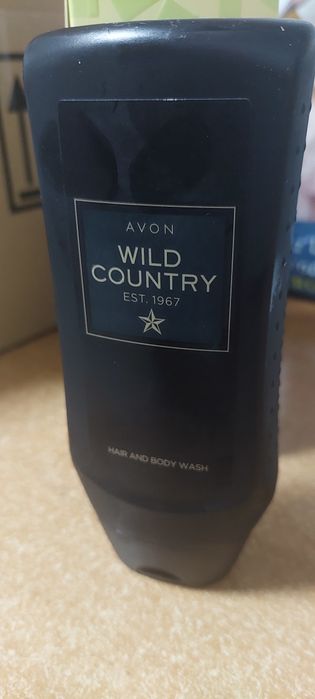 AVON
WILD
COUNTRY
EST. 1967
HAIR AND BODY WASH